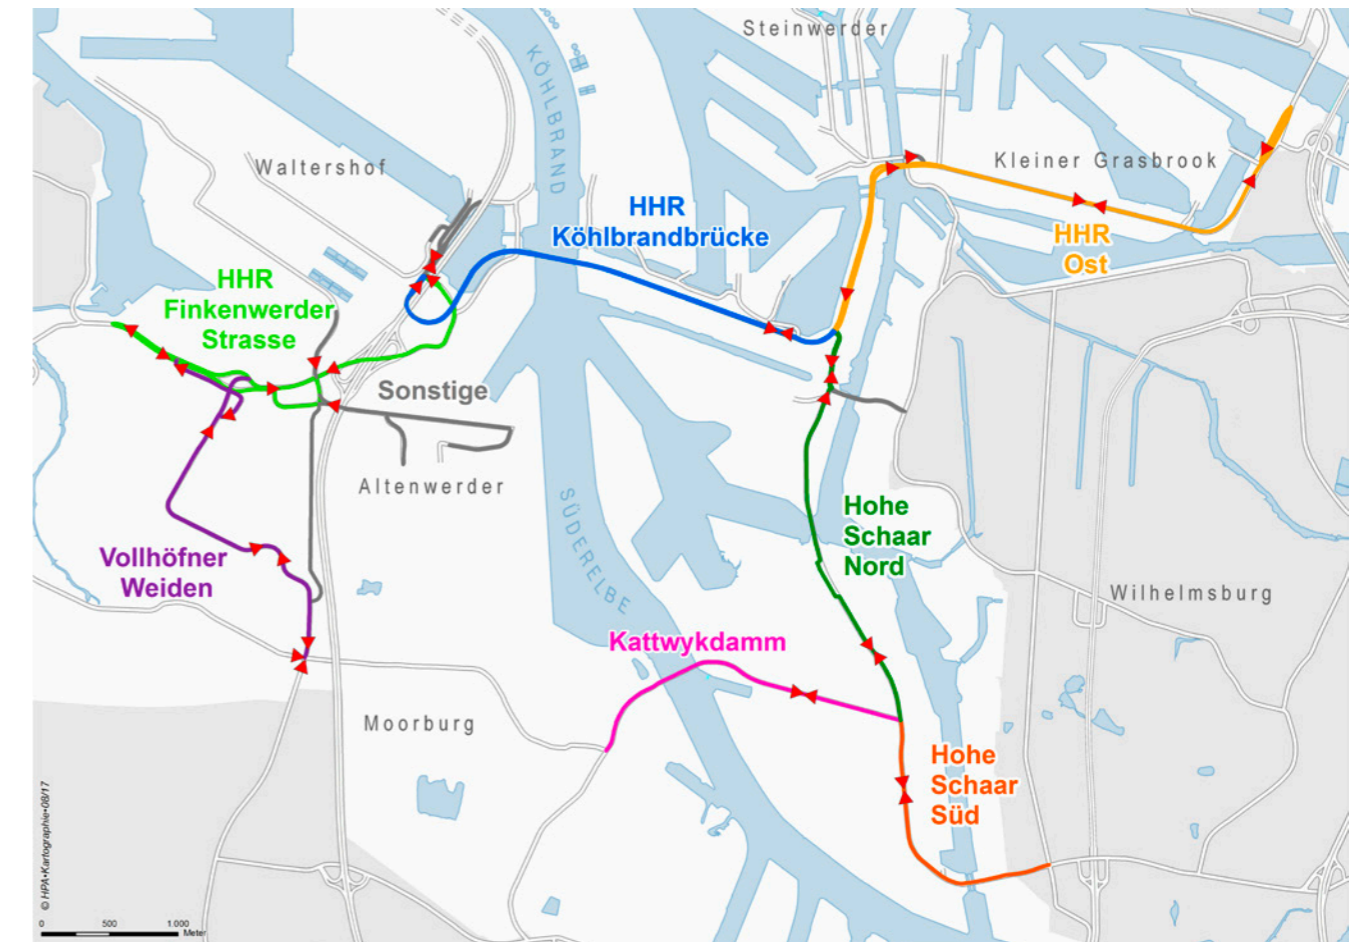 Steinwerder
KÖHLBRAND
Waltershof
Kleiner Grasbrook
HHR
Köhlbrandbrücke
HHR
Ost
HHR
Finkenwerder
Strasse
Sonstige
Altenwerder
SÜDERELBE
Hohe
Schaar
Nord
Vollhöfner
Weiden
Wilhelmsburg
Kattwykdamm
Moorburg
Hohe
Schaar
Süd
© HPA•Kartographie•08/17
0 500 1.000
Meter